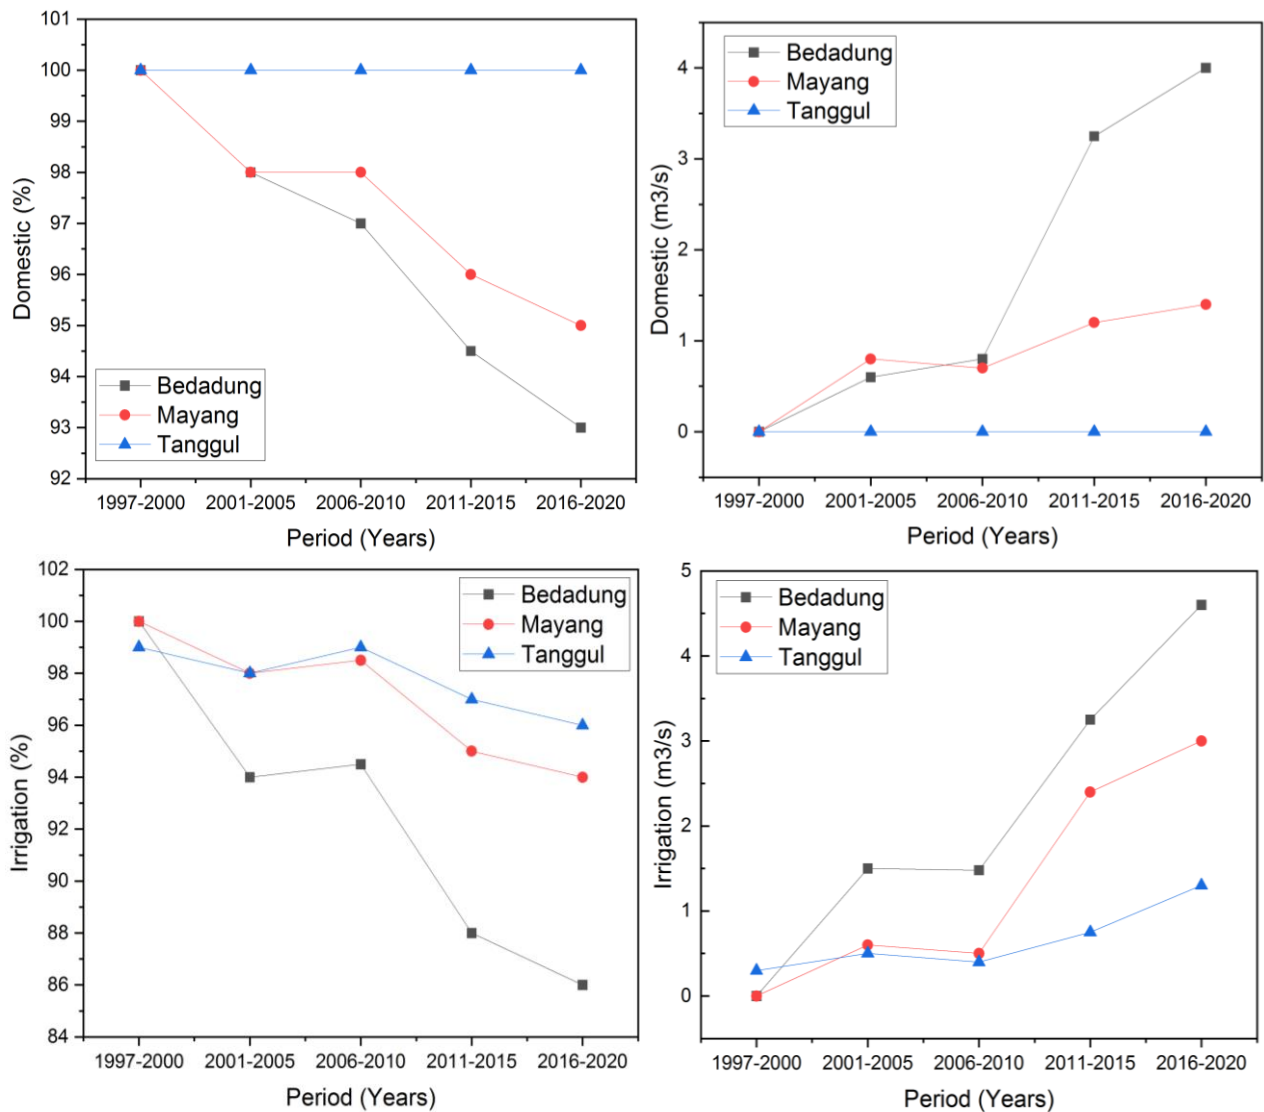 101
100
99
98
97
96
95
94
93
92
Domestic (%)
Bedadung
Mayang
Tanggul
1997-2000 2001-2005 2006-2010 2011-2015 2016-2020
Period (Years)
4
3
2
1
0
Domestic (m3/s)
Bedadung
Mayang
Tanggul
1997-2000 2001-2005 2006-2010 2011-2015 2016-2020
Period (Years)
102
100
98
96
94
92
90
88
86
84
Irrigation (%)
Bedadung
Mayang
Tanggul
1997-2000 2001-2005 2006-2010 2011-2015 2016-2020
Period (Years)
5
4
3
2
1
0
Irrigation (m3/s)
Bedadung
Mayang
Tanggul
1997-2000 2001-2005 2006-2010 2011-2015 2016-2020
Period (Years)